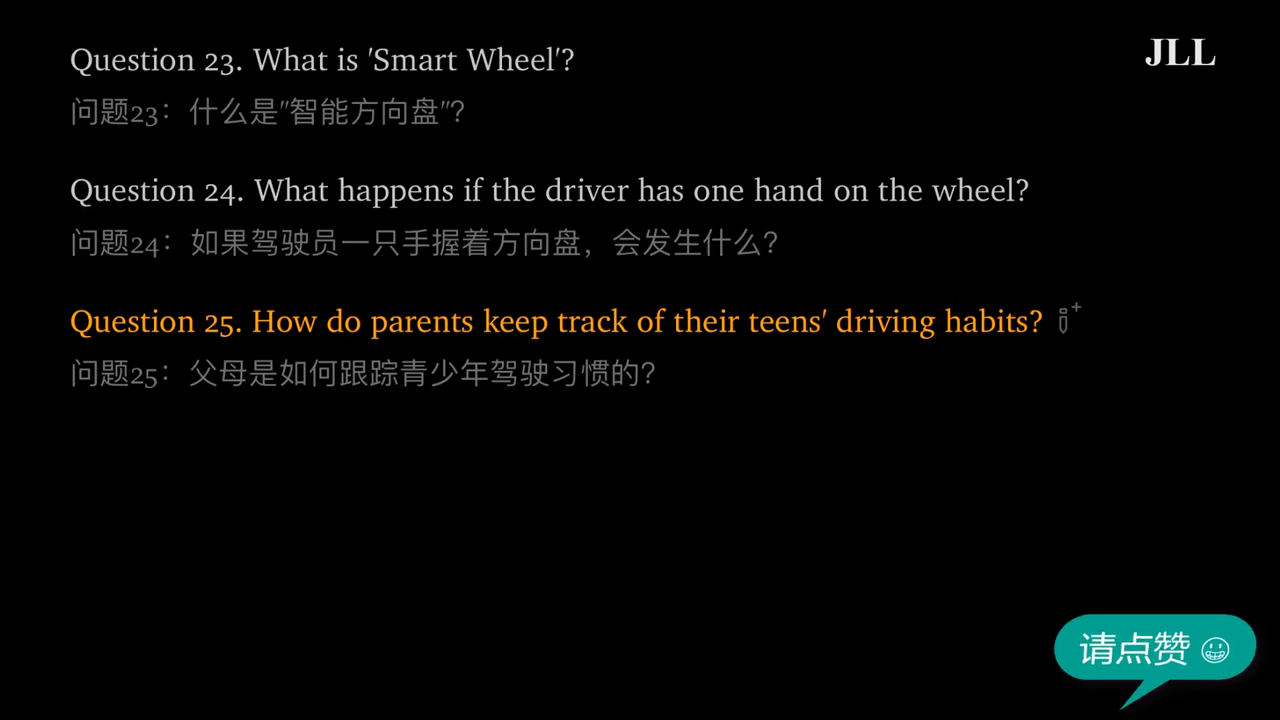 JLL
Question 23. What is 'Smart Wheel'?
问题23：什么是"智能方向盘"？
Question 24. What happens if the driver has one hand on the wheel?
问题24：如果驾驶员一只手握着方向盘，会发生什么？
Question 25. How do parents keep track of their teens' driving habits?
问题25：父母是如何跟踪青少年驾驶习惯的？
请点赞